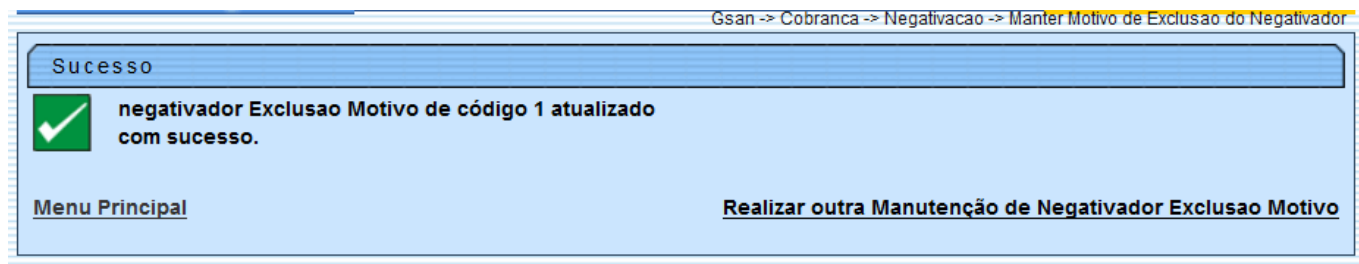 Gsan -> Cobranca -> Negativacao -> Manter Motivo de Exclusao do Negativador
Sucesso
negativador Exclusao Motivo de código 1 atualizado
com sucesso.
Menu Principal
Realizar outra Manutenção de Negativador Exclusao Motivo